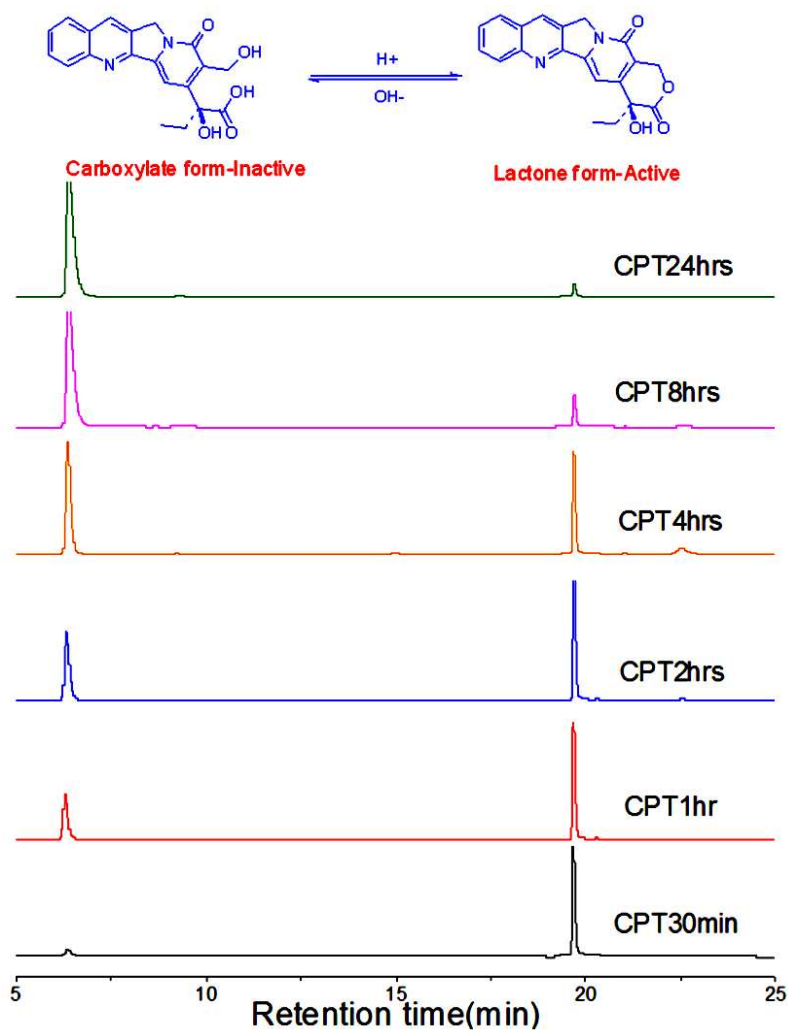 O
N
OH
N
OH
O
OH
H+
OH-
O
N
N
O
OH
O
Carboxylate form-Inactive
Lactone form-Active
CPT24hrs
CPT8hrs
CPT4hrs
CPT2hrs
CPT1hr
CPT30min
5 10 15 20 25
Retention time(min)